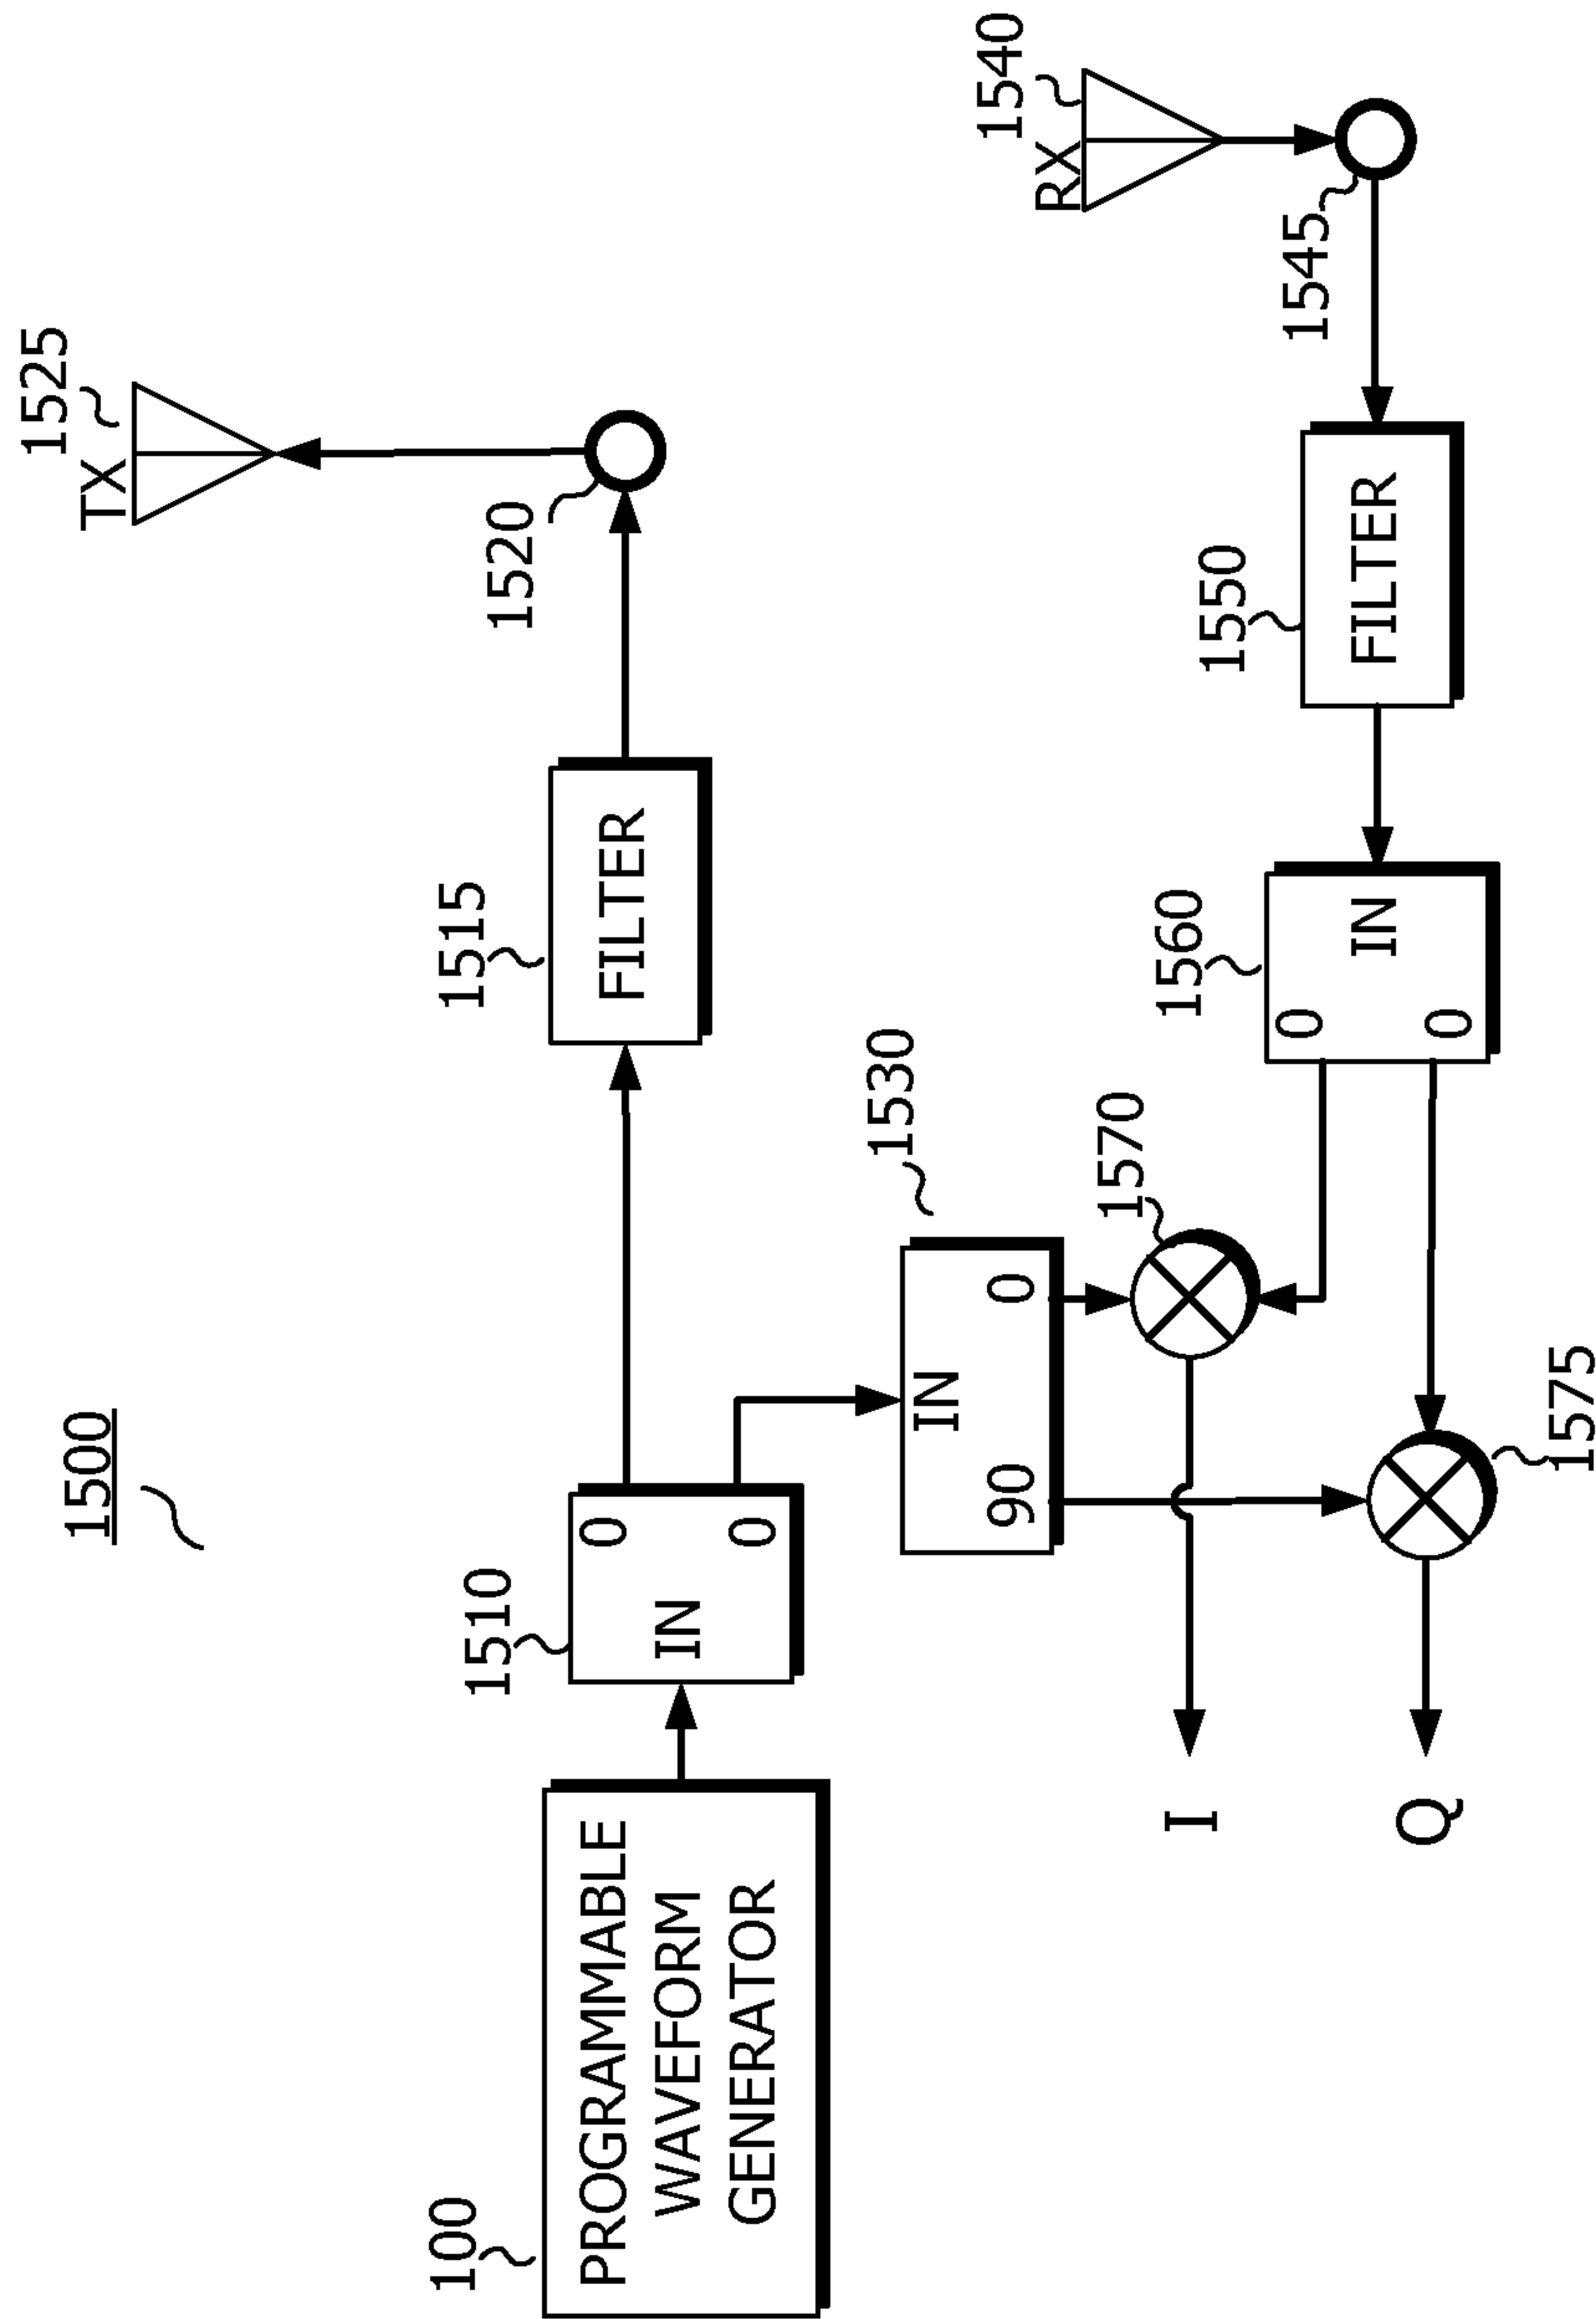 1500
100
PROGRAMMABLE
WAVEFORM
GENERATOR
1510
IN
0
0
1515
FILTER
1520
TX
1525
1530
IN
90
0
1570
1575
I
Q
1560
0
0
IN
1550
FILTER
1545
RX
1540